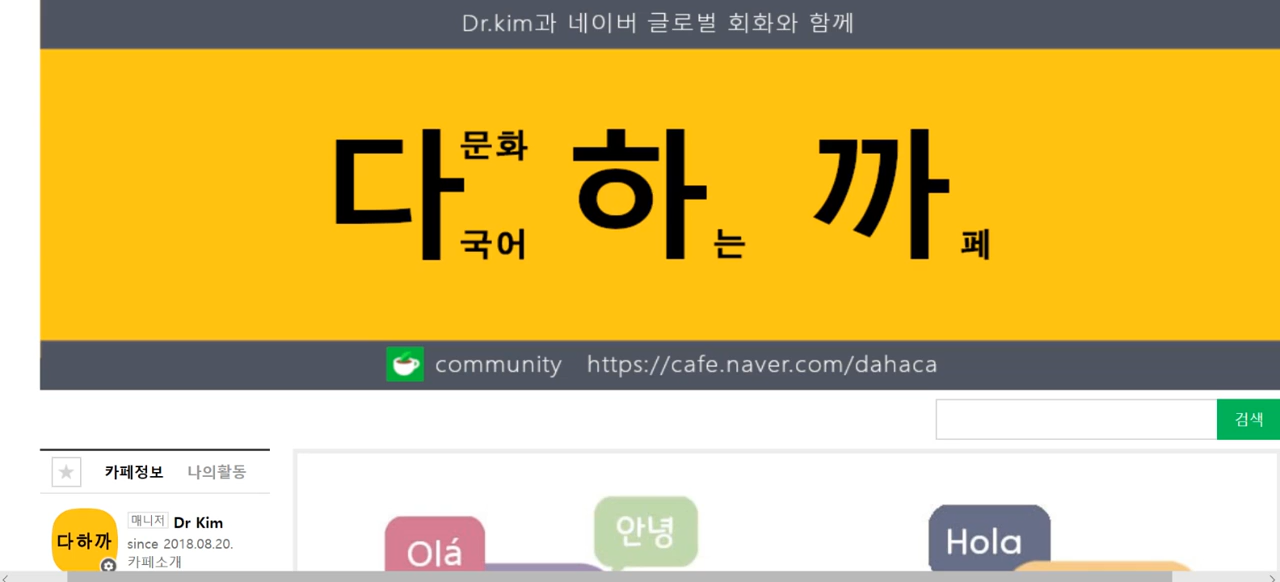 Dr.kim과 네이버 글로벌 회화와 함께
다문화국어 하는 까페
community https://cafe.naver.com/dahaca
검색
카페정보 나의활동
다하까
매니저 Dr Kim
since 2018.08.20.
카페소개
Olá
안녕
Hola